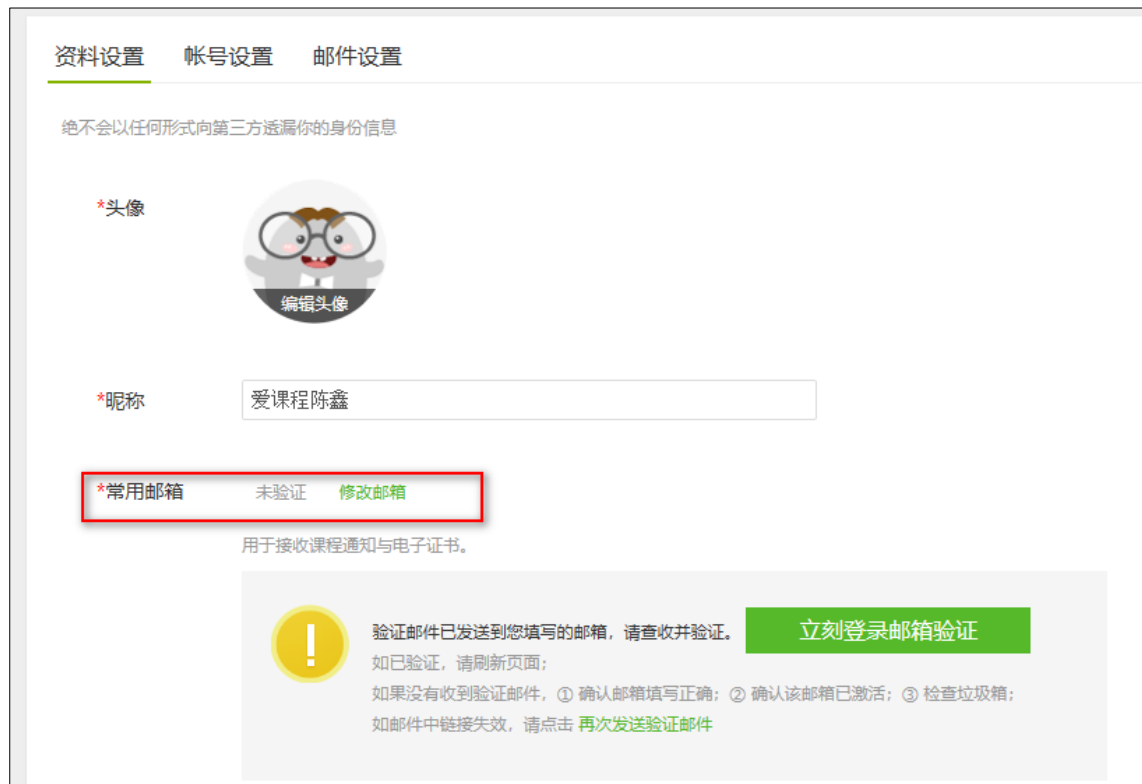 资料设置 帐号设置 邮件设置
绝不会以任何形式向第三方透漏你的身份信息
*头像
编辑头像
*昵称 爱课程陈鑫
*常用邮箱 未验证 修改邮箱
用于接收课程通知与电子证书。
验证邮件已发送到您填写的邮箱，请查收并验证。 立刻登录邮箱验证
如已验证，请刷新页面；
如果没有收到验证邮件，① 确认邮箱填写正确；② 确认该邮箱已激活；③ 检查垃圾箱；
如邮件中链接失效，请点击 再次发送验证邮件